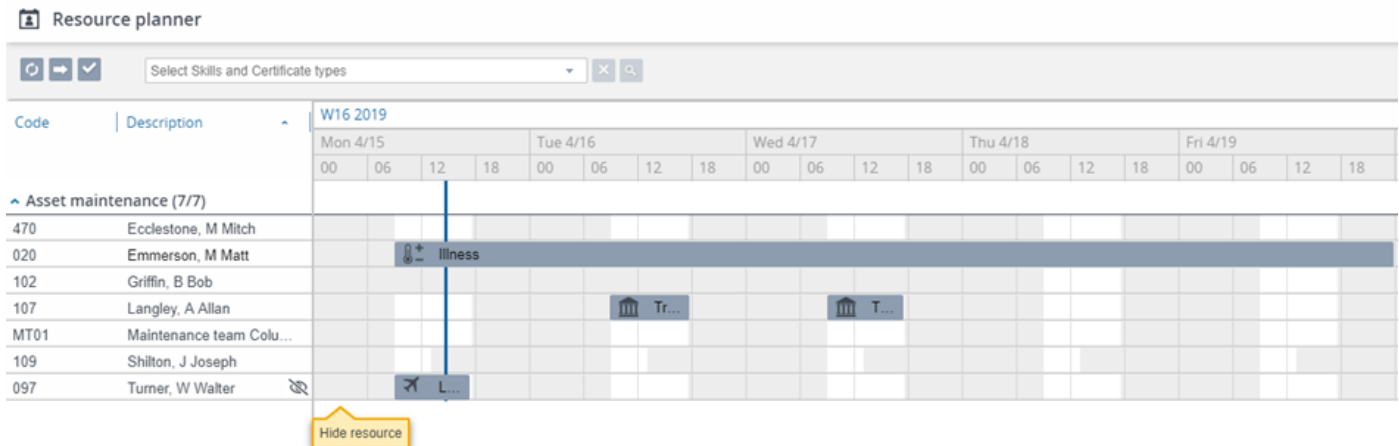 Resource planner
Select Skills and Certificate types
Code Description W16 2019
Mon 4/15 Tue 4/16 Wed 4/17 Thu 4/18 Fri 4/19
00 06 12 18 00 06 12 18 00 06 12 18 00 06 12 18 00 06 12 18
Asset maintenance (7/7)
470 Ecclestone, M Mitch
020 Emmerson, M Matt Illness
102 Griffin, B Bob
107 Langley, A Allan Tr... T...
MT01 Maintenance team Colu...
109 Shilton, J Joseph
097 Turner, W Walter L...
Hide resource